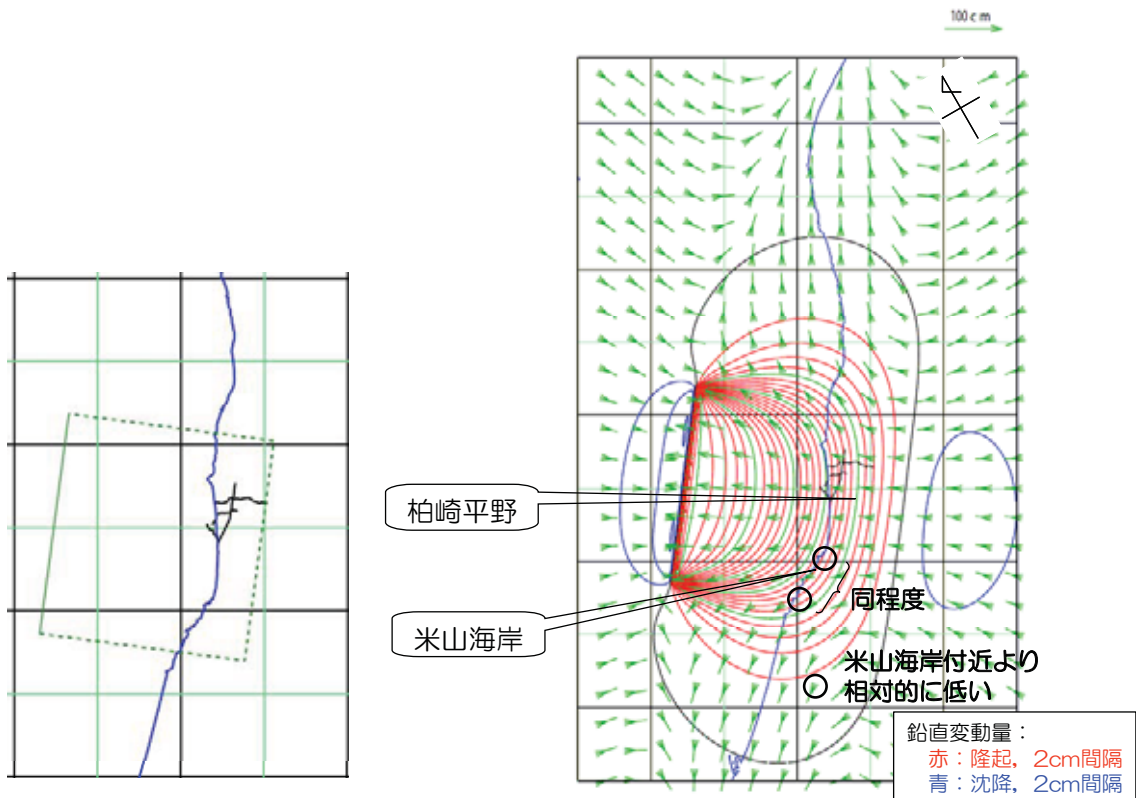 100 cm
柏崎平野
米山海岸
同程度
米山海岸付近より
相対的に低い
鉛直変動量：
赤：隆起，2cm間隔
青：沈降，2cm間隔